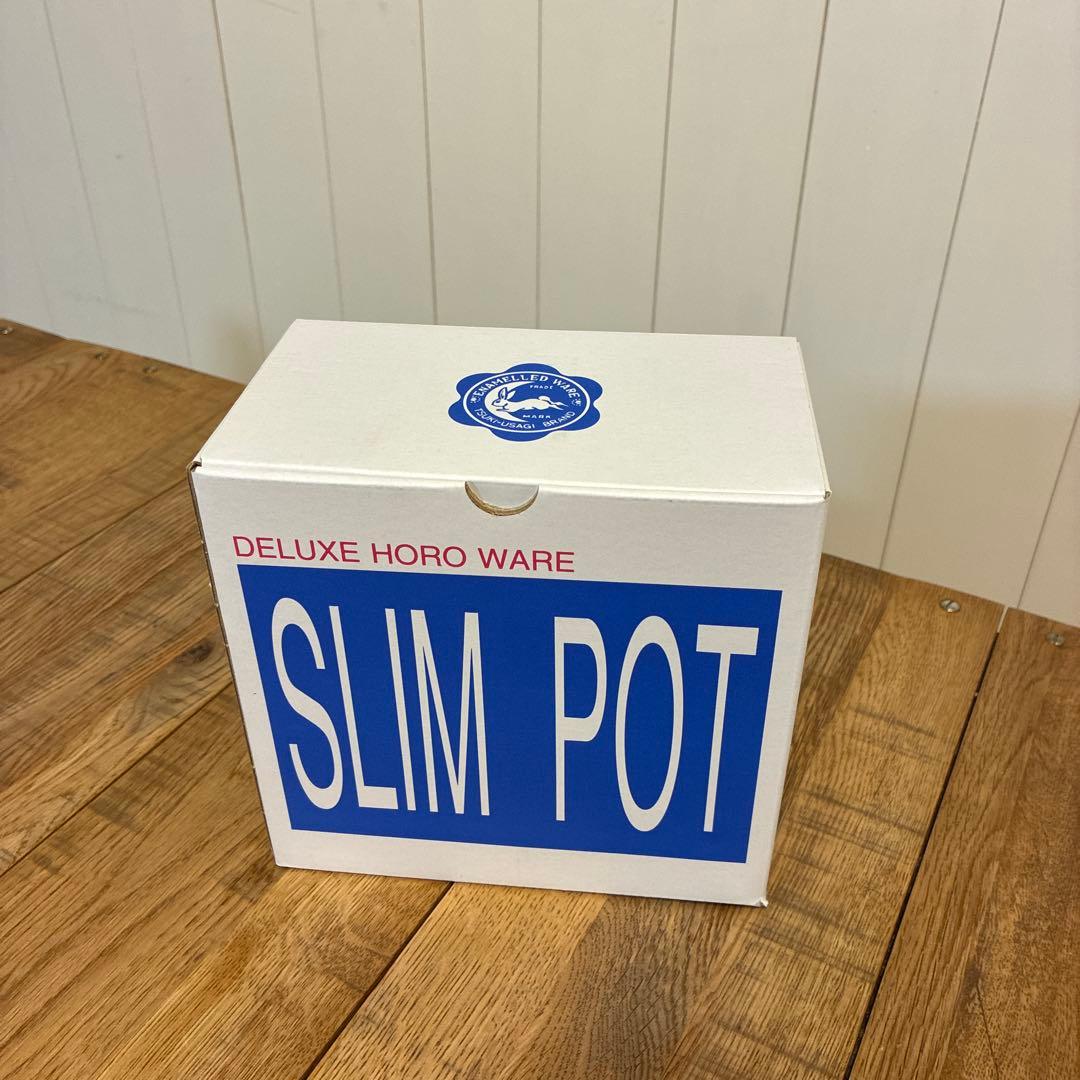 ENAMELLED WARE
TRADE
MARK
TSUKI-USAGI BRAND
DELUXE HORO WARE
SLIM POT